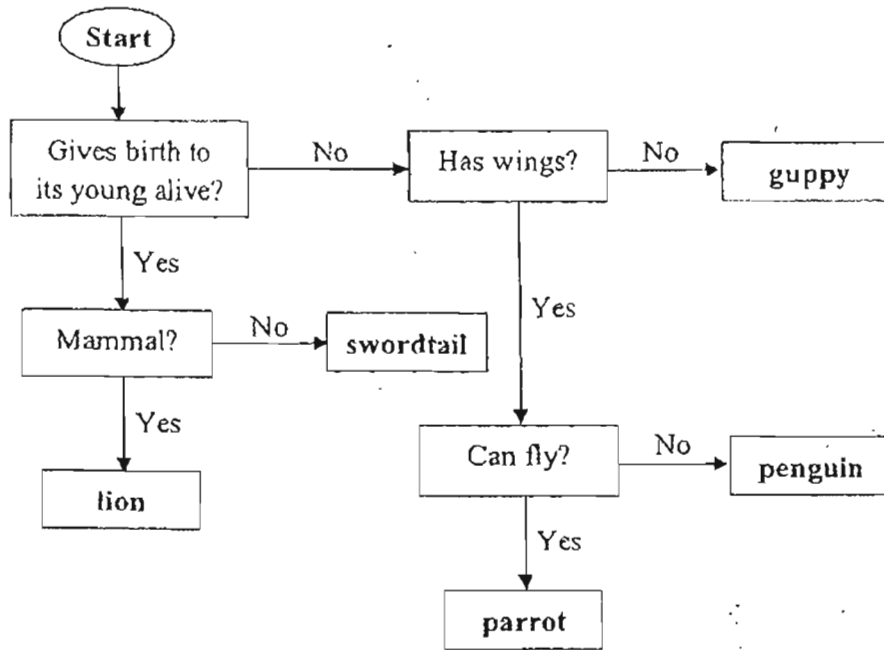 Start
Gives birth to
its young alive?
No
Has wings?
No
guppy
Yes
Mammal?
No
swordtail
Yes
Yes
lion
Can fly?
No
penguin
Yes
parrot